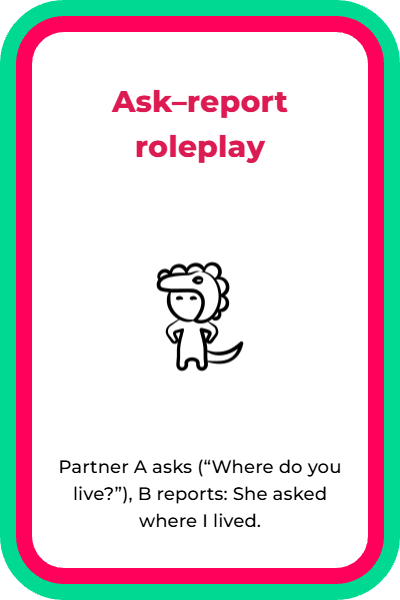 Ask–report
roleplay
Partner A asks (“Where do you
live?”), B reports: She asked
where I lived.